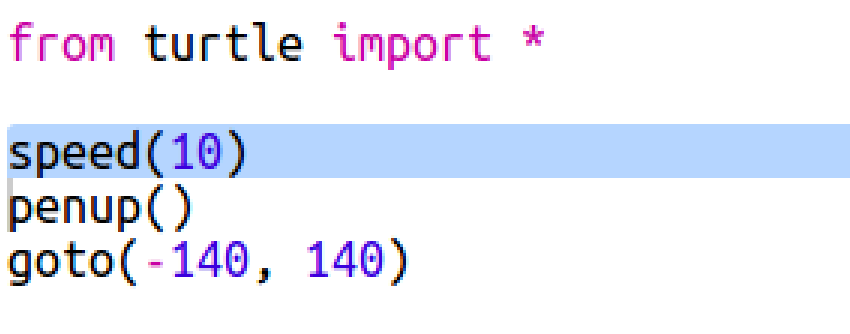 from turtle import *
speed(10)
penup()
goto(-140, 140)